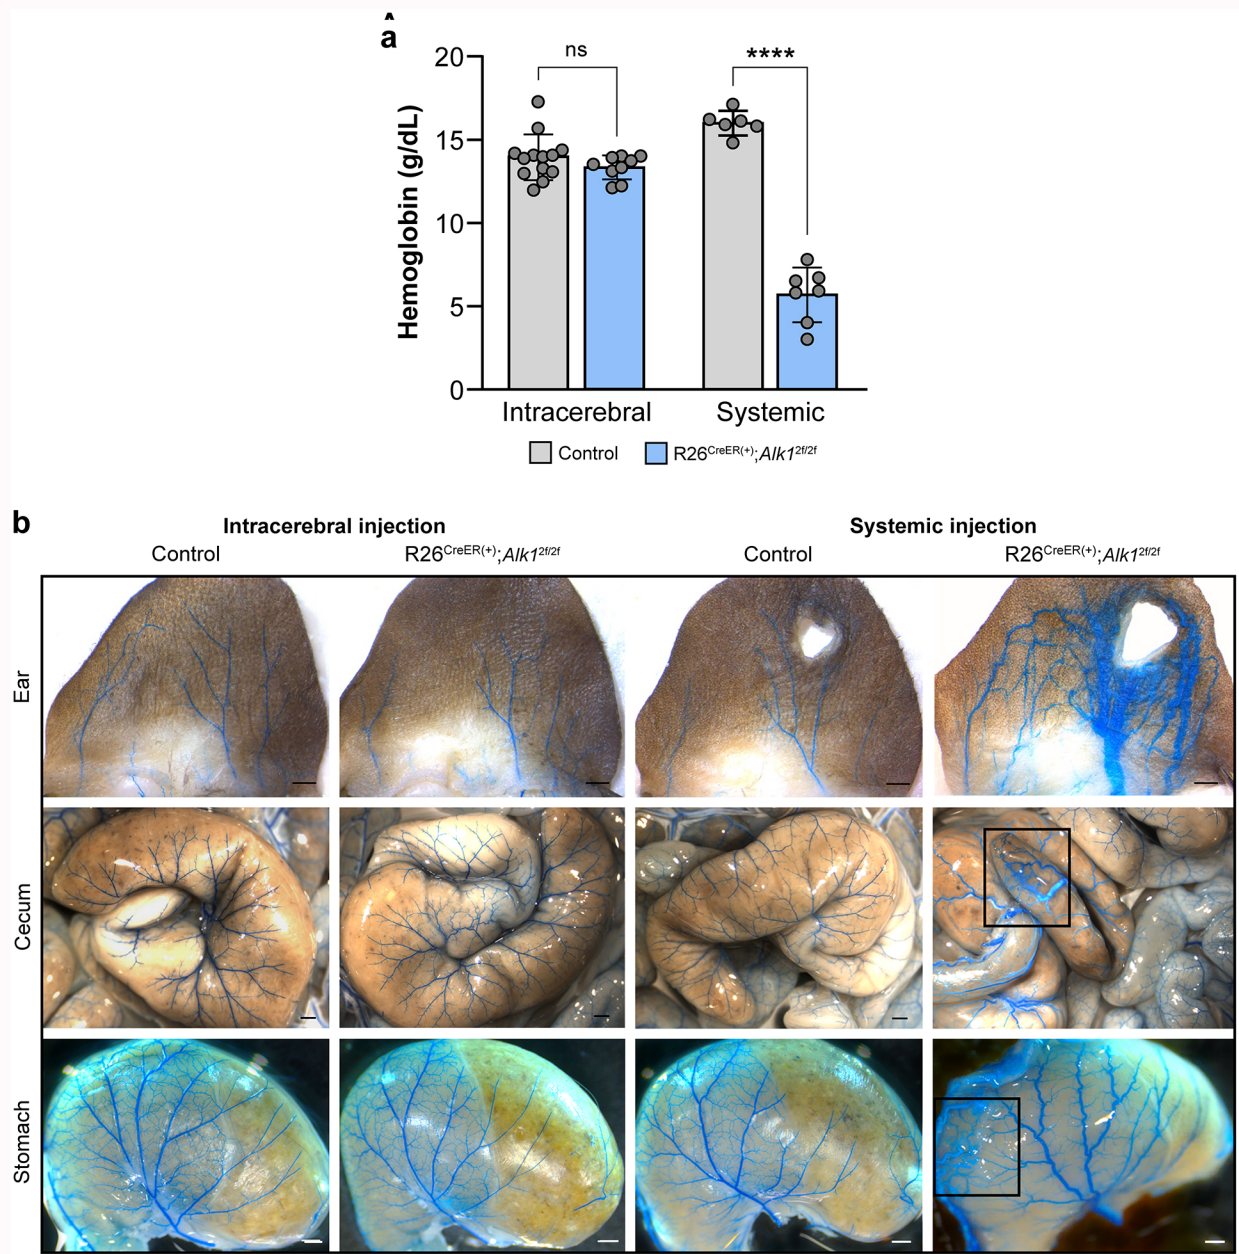 a
20
15
10
5
0
Hemoglobin (g/dL)
ns
****
Intracerebral
Systemic
Control
R26CreER(+);Alk12f/2f
b
Intracerebral injection
Systemic injection
Control
R26CreER(+);Alk12f/2f
Control
R26CreER(+);Alk12f/2f
Ear
Cecum
Stomach